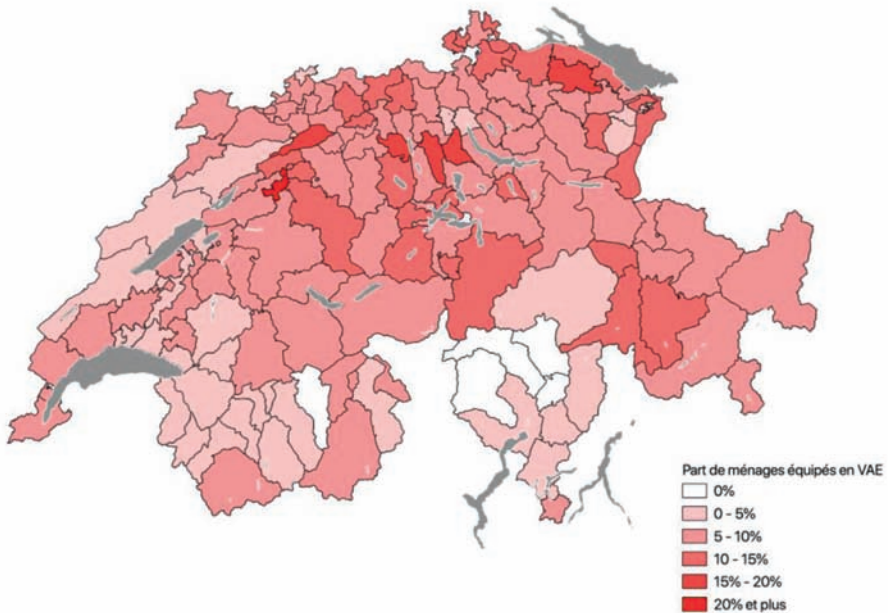 Part de ménages équipés en VAE
0%
0 - 5%
5 - 10%
10 - 15%
15% - 20%
20% et plus